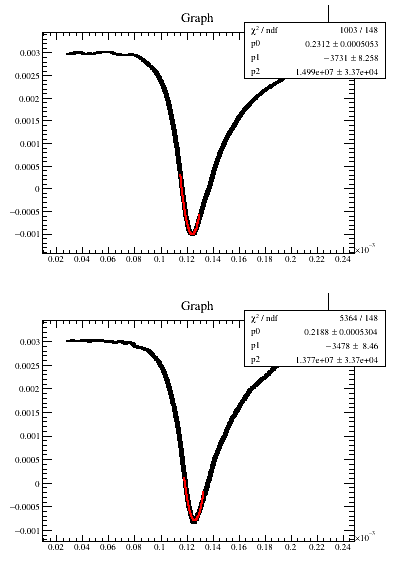 Graph
χ² / ndf 1003 / 148
p0 0.2312 ± 0.0005053
p1 −3731 ± 8.258
p2 1.499e+07 ± 3.37e+04
0.003
0.0025
0.002
0.0015
0.001
0.0005
0
−0.0005
−0.001
×10⁻³
0.02 0.04 0.06 0.08 0.1 0.12 0.14 0.16 0.18 0.2 0.22 0.24
Graph
χ² / ndf 5364 / 148
p0 0.2188 ± 0.0005304
p1 −3478 ± 8.46
p2 1.377e+07 ± 3.37e+04
0.003
0.0025
0.002
0.0015
0.001
0.0005
0
−0.0005
−0.001
×10⁻³
0.02 0.04 0.06 0.08 0.1 0.12 0.14 0.16 0.18 0.2 0.22 0.24